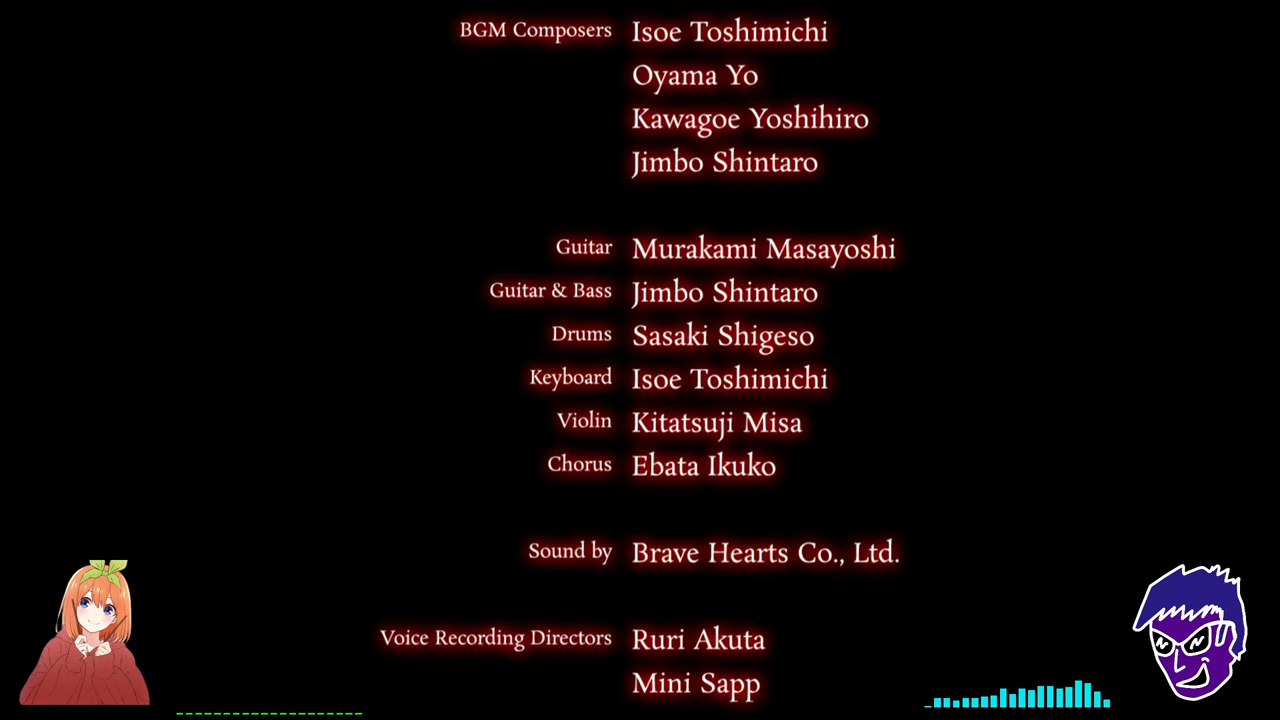 BGM Composers Isoe Toshimichi
Oyama Yo
Kawagoe Yoshihiro
Jimbo Shintaro
Guitar Murakami Masayoshi
Guitar & Bass Jimbo Shintaro
Drums Sasaki Shigeso
Keyboard Isoe Toshimichi
Violin Kitatsuji Misa
Chorus Ebata Ikuko
Sound by Brave Hearts Co., Ltd.
Voice Recording Directors Ruri Akuta
Mini Sapp